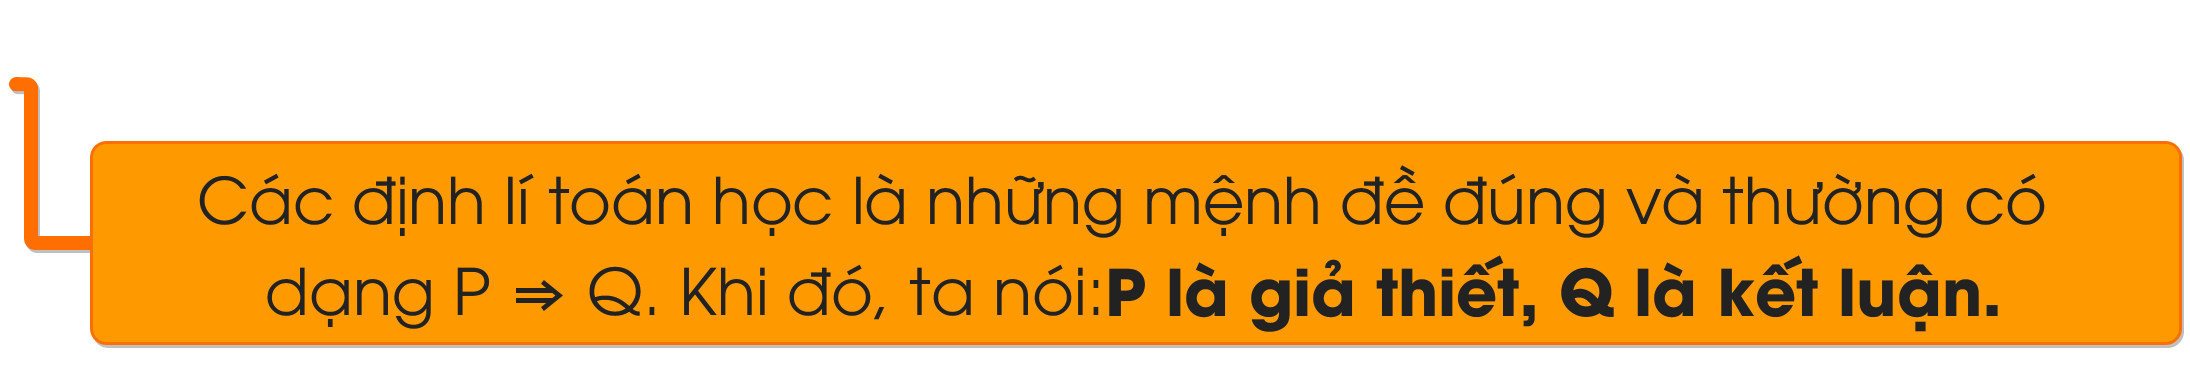 Các định lí toán học là những mệnh đề đúng và thường có
dạng P ⇒ Q. Khi đó, ta nói:P là giả thiết, Q là kết luận.